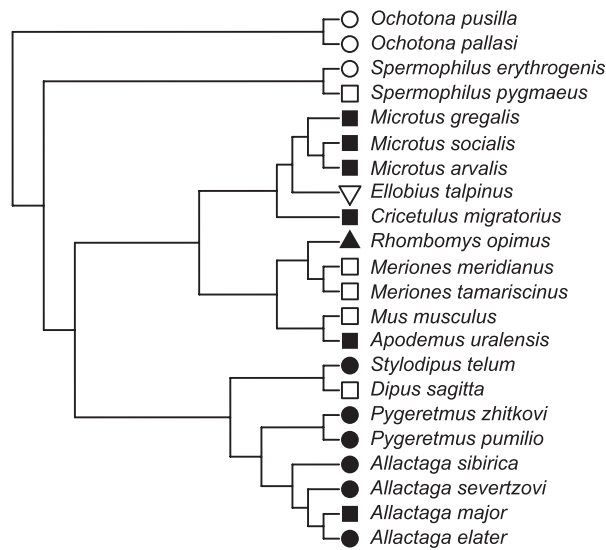 Ochotona pusilla
Ochotona pallasi
Spermophilus erythrogenis
Spermophilus pygmaeus
Microtus gregalis
Microtus socialis
Microtus arvalis
Ellobius talpinus
Cricetulus migratorius
Rhombomys opimus
Meriones meridianus
Meriones tamariscinus
Mus musculus
Apodemus uralensis
Stylodipus telum
Dipus sagitta
Pygeretmus zhitkovi
Pygeretmus pumilio
Allactaga sibirica
Allactaga severtzovi
Allactaga major
Allactaga elater